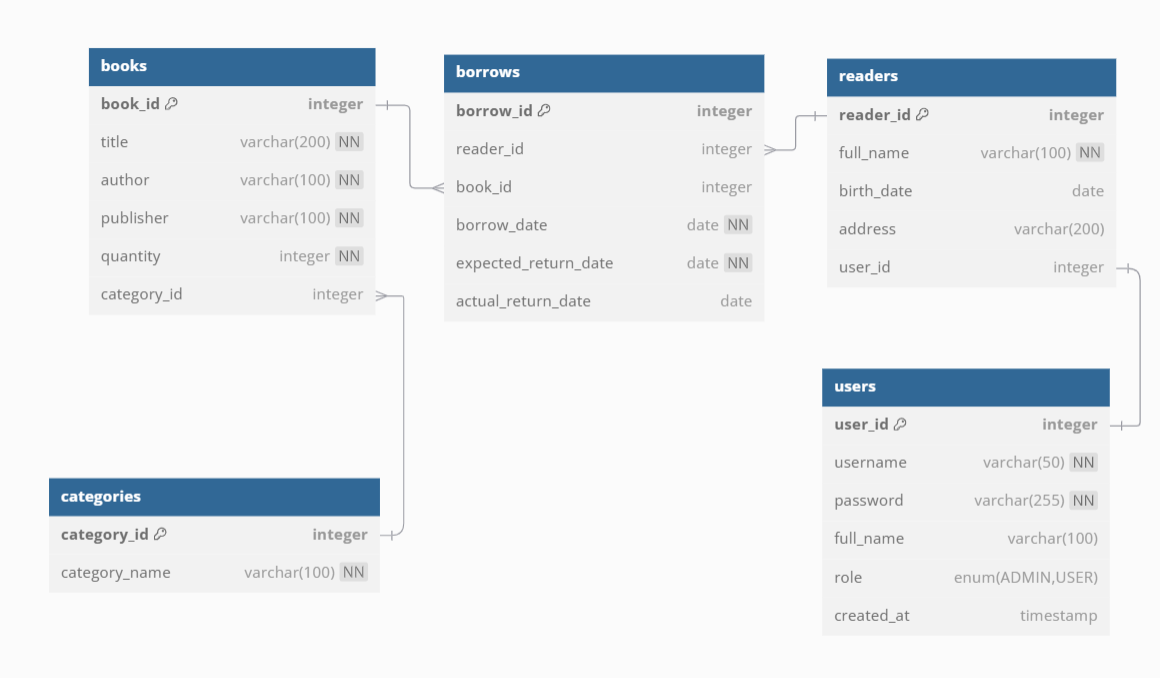 books
book_id integer
title varchar(200) NN
author varchar(100) NN
publisher varchar(100) NN
quantity integer NN
category_id integer
borrows
borrow_id integer
reader_id integer
book_id integer
borrow_date date NN
expected_return_date date NN
actual_return_date date
readers
reader_id integer
full_name varchar(100) NN
birth_date date
address varchar(200)
user_id integer
users
user_id integer
username varchar(50) NN
password varchar(255) NN
full_name varchar(100)
role enum(ADMIN,USER)
created_at timestamp
categories
category_id integer
category_name varchar(100) NN